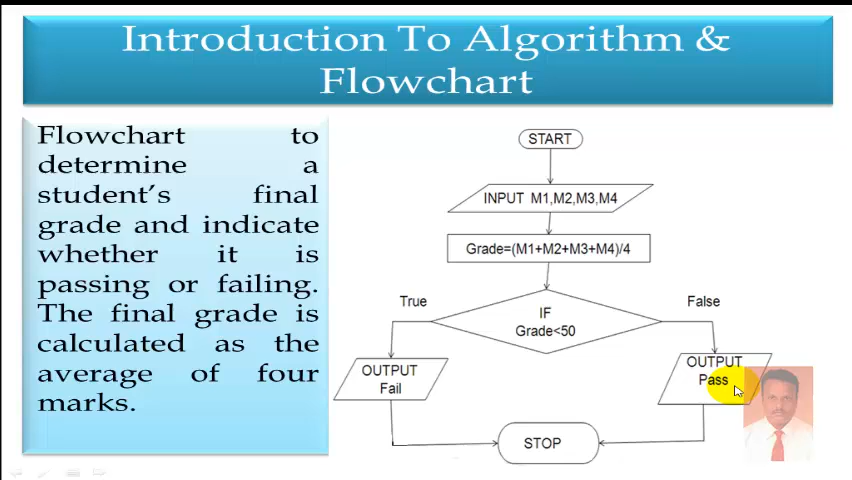 Introduction To Algorithm &
Flowchart
Flowchart to
determine a
student's final
grade and indicate
whether it is
passing or failing.
The final grade is
calculated as the
average of four
marks.
START
INPUT M1,M2,M3,M4
Grade=(M1+M2+M3+M4)/4
True
False
IF
Grade<50
OUTPUT
Fail
OUTPUT
Pass
STOP